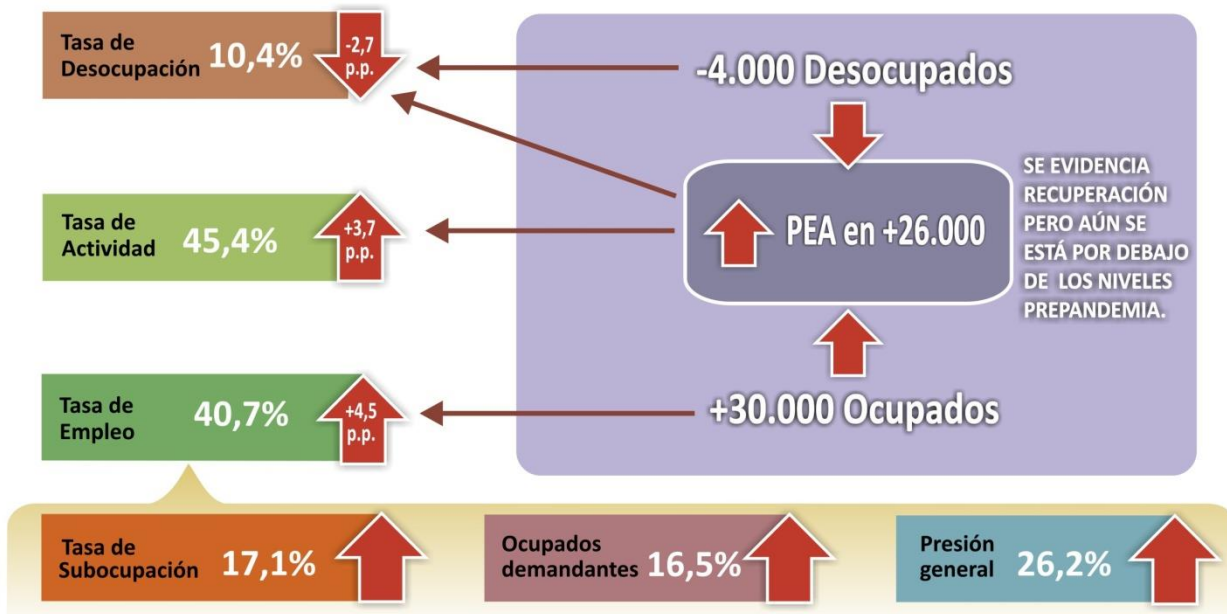 Tasa de
Desocupación
10,4%
-2,7
p.p.
-4.000 Desocupados
Tasa de
Actividad
45,4%
+3,7
p.p.
PEA en +26.000
SE EVIDENCIA
RECUPERACIÓN
PERO AÚN SE
ESTÁ POR DEBAJO
DE LOS NIVELES
PREPANDEMIA.
Tasa de
Empleo
40,7%
+4,5
p.p.
+30.000 Ocupados
Tasa de
Subocupación
17,1%
Ocupados
demandantes
16,5%
Presión
general
26,2%